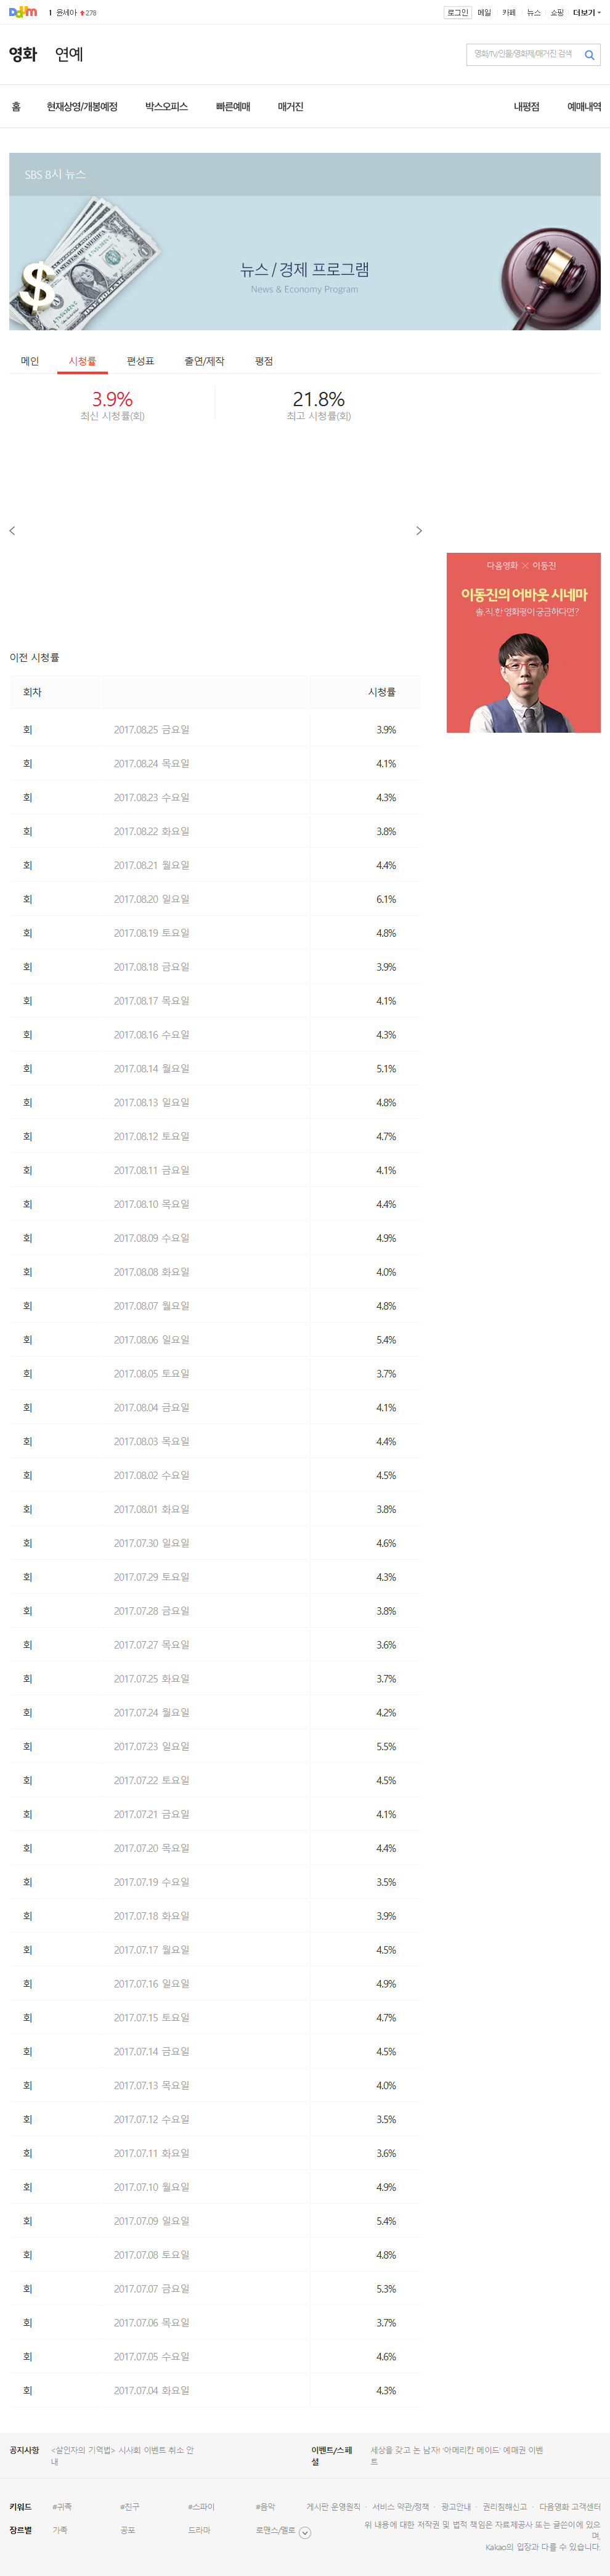 Daum
1 윤세아 278
로그인 메일 카페 뉴스 쇼핑 더보기
영화 연예
영화/TV/인물/영화제/매거진 검색
홈 현재상영/개봉예정 박스오피스 빠른예매 매거진 내평점 예매내역
SBS 8시 뉴스
뉴스 / 경제 프로그램
News & Economy Program
메인 시청률 편성표 출연/제작 평점
3.9% 21.8%
최신 시청률(회) 최고 시청률(회)
다음영화 × 이동진
이동진의 어바웃 시네마
솔.직.한 영화평이 궁금하다면?
이전 시청률
회차 시청률
회 2017.08.25 금요일 3.9%
회 2017.08.24 목요일 4.1%
회 2017.08.23 수요일 4.3%
회 2017.08.22 화요일 3.8%
회 2017.08.21 월요일 4.4%
회 2017.08.20 일요일 6.1%
회 2017.08.19 토요일 4.8%
회 2017.08.18 금요일 3.9%
회 2017.08.17 목요일 4.1%
회 2017.08.16 수요일 4.3%
회 2017.08.14 월요일 5.1%
회 2017.08.13 일요일 4.8%
회 2017.08.12 토요일 4.7%
회 2017.08.11 금요일 4.1%
회 2017.08.10 목요일 4.4%
회 2017.08.09 수요일 4.9%
회 2017.08.08 화요일 4.0%
회 2017.08.07 월요일 4.8%
회 2017.08.06 일요일 5.4%
회 2017.08.05 토요일 3.7%
회 2017.08.04 금요일 4.1%
회 2017.08.03 목요일 4.4%
회 2017.08.02 수요일 4.5%
회 2017.08.01 화요일 3.8%
회 2017.07.30 일요일 4.6%
회 2017.07.29 토요일 4.3%
회 2017.07.28 금요일 3.8%
회 2017.07.27 목요일 3.6%
회 2017.07.25 화요일 3.7%
회 2017.07.24 월요일 4.2%
회 2017.07.23 일요일 5.5%
회 2017.07.22 토요일 4.5%
회 2017.07.21 금요일 4.1%
회 2017.07.20 목요일 4.4%
회 2017.07.19 수요일 3.5%
회 2017.07.18 화요일 3.9%
회 2017.07.17 월요일 4.5%
회 2017.07.16 일요일 4.9%
회 2017.07.15 토요일 4.7%
회 2017.07.14 금요일 4.5%
회 2017.07.13 목요일 4.0%
회 2017.07.12 수요일 3.5%
회 2017.07.11 화요일 3.6%
회 2017.07.10 월요일 4.9%
회 2017.07.09 일요일 5.4%
회 2017.07.08 토요일 4.8%
회 2017.07.07 금요일 5.3%
회 2017.07.06 목요일 3.7%
회 2017.07.05 수요일 4.6%
회 2017.07.04 화요일 4.3%
공지사항 <살인자의 기억법> 시사회 이벤트 취소 안
내
이벤트/스페
셜
세상을 갖고 논 남자! '아메리칸 메이드' 예매권 이벤
트
키워드 #귀족 #친구 #스파이 #음악
장르별 가족 공포 드라마 로맨스/멜로
게시판 운영원칙 · 서비스 약관/정책 · 광고안내 · 권리침해신고 · 다음영화 고객센터
위 내용에 대한 저작권 및 법적 책임은 자료제공사 또는 글쓴이에 있으
며,
Kakao의 입장과 다를 수 있습니다.